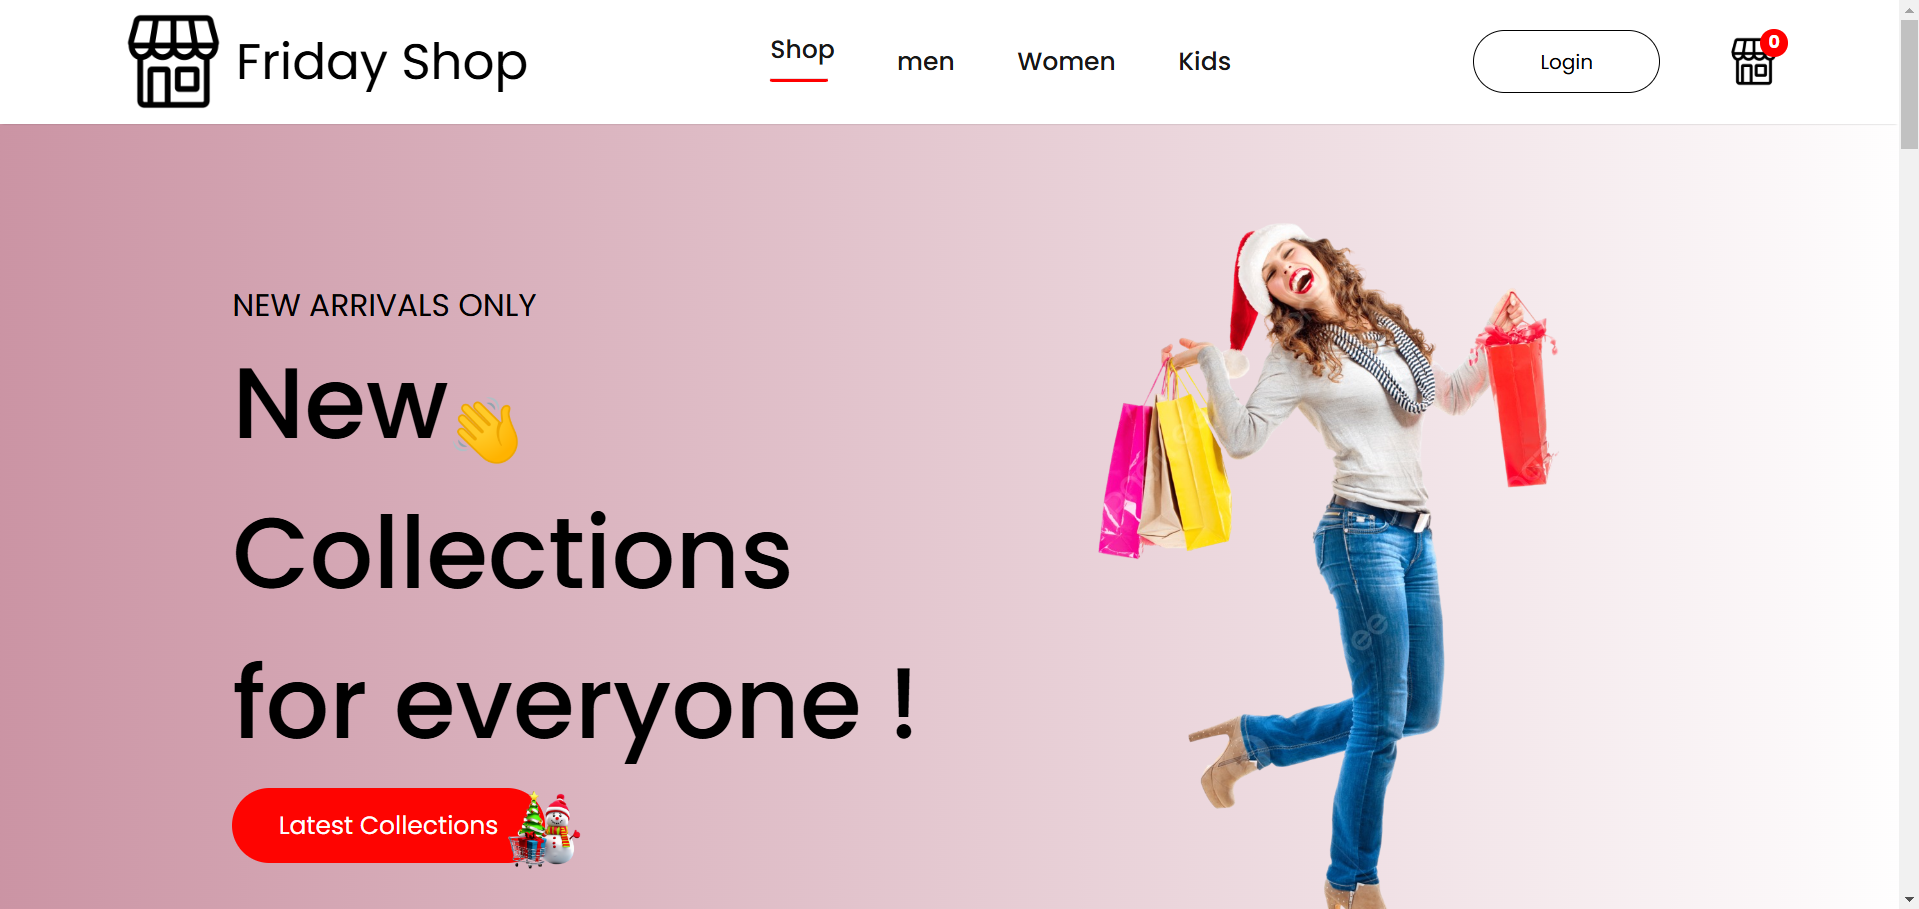 Friday Shop
Shop
men
Women
Kids
Login
0
NEW ARRIVALS ONLY
New👋
Collections
for everyone !
Latest Collections